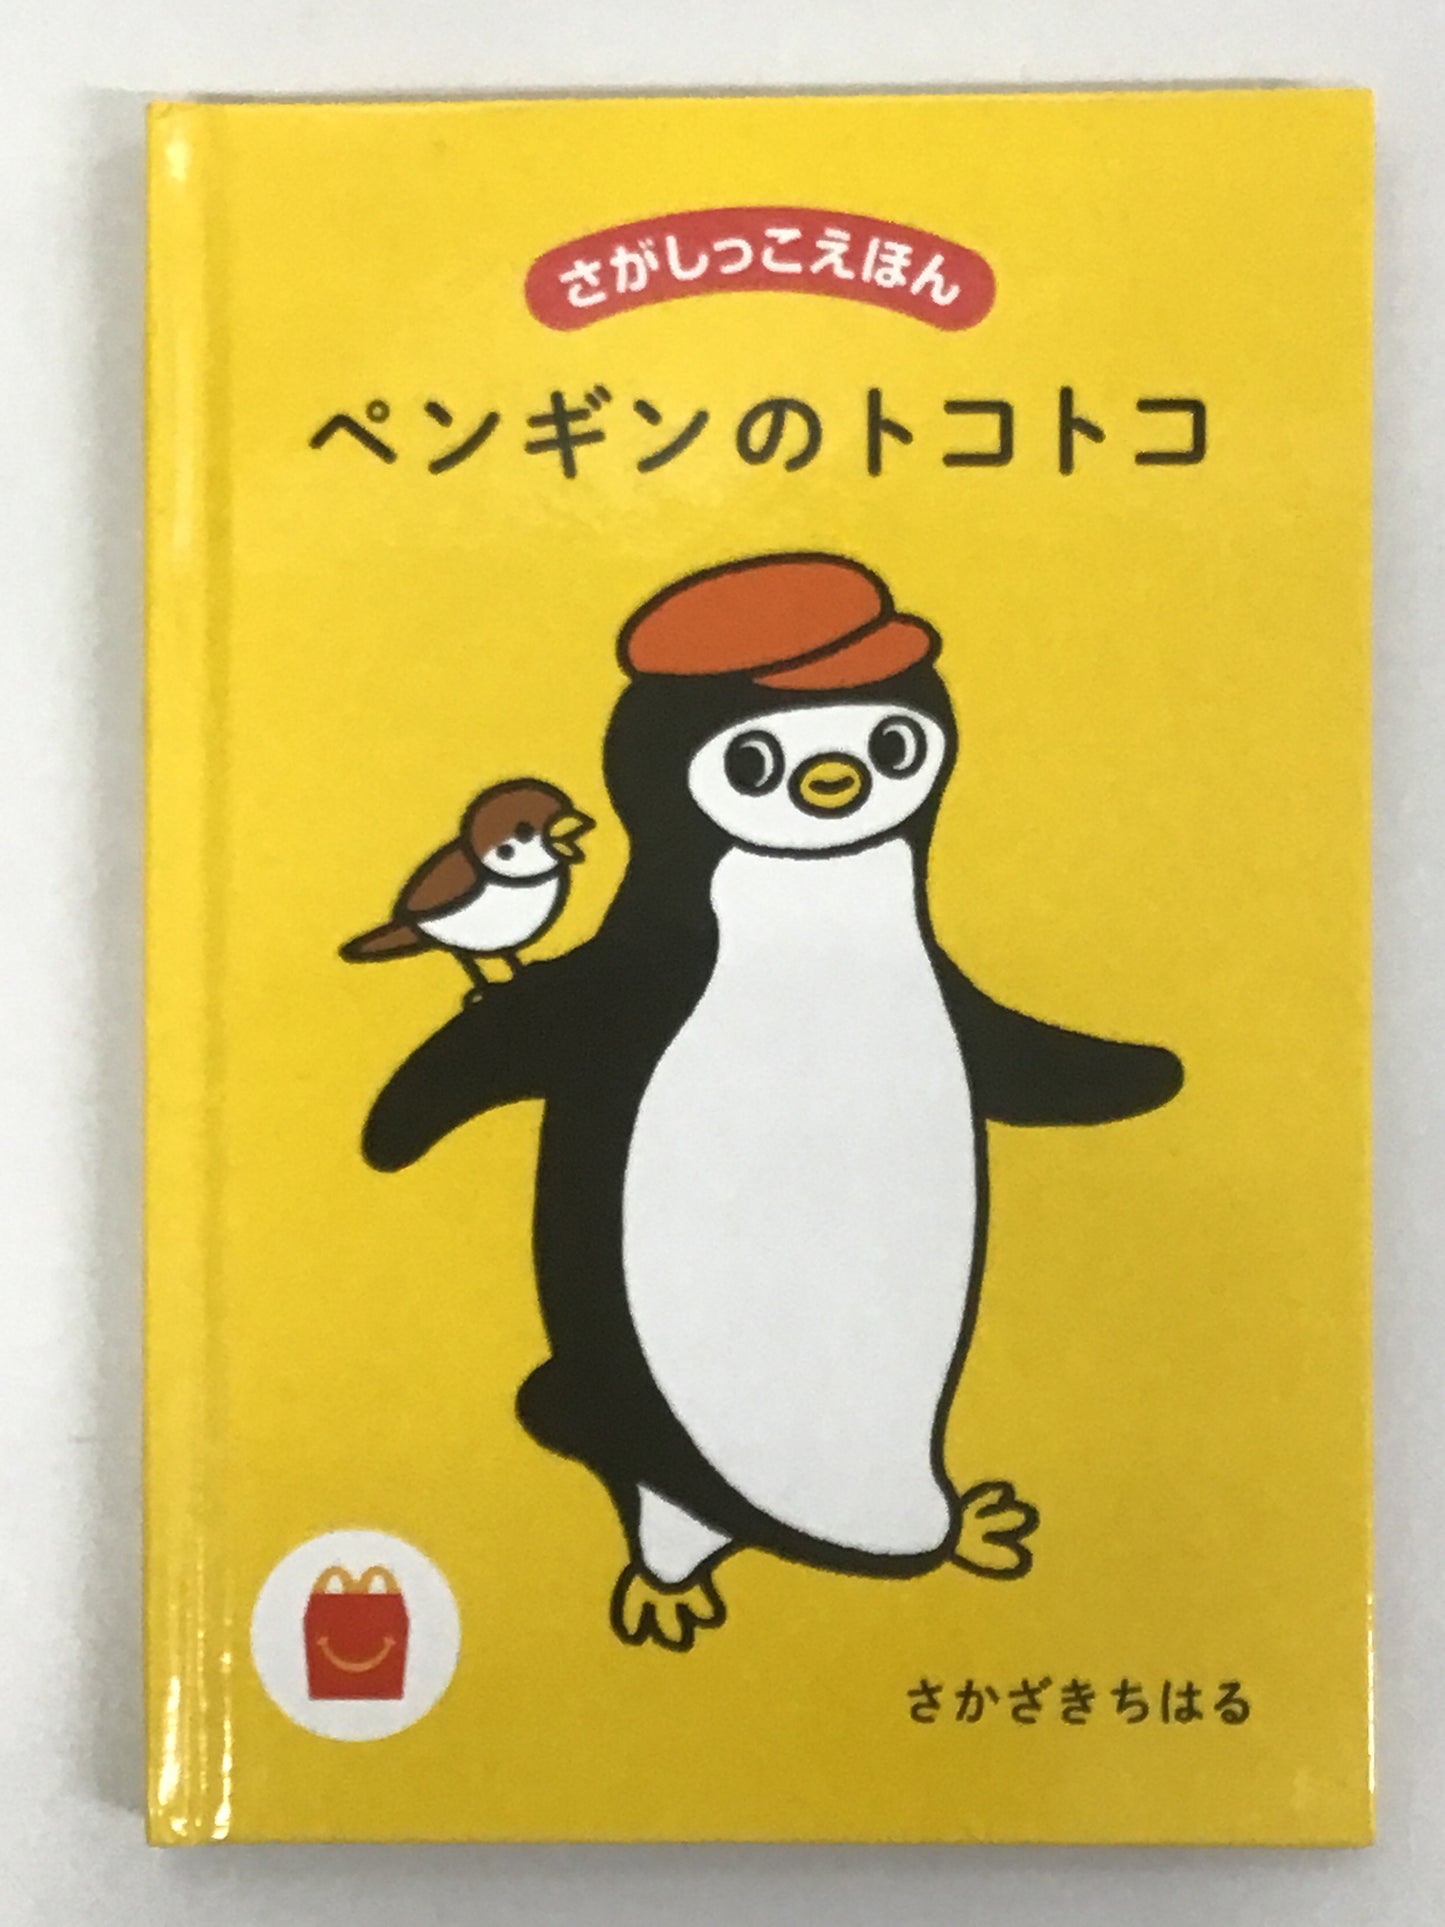 さがしっこえほん
ペンギンのトコトコ
さかざきちはる